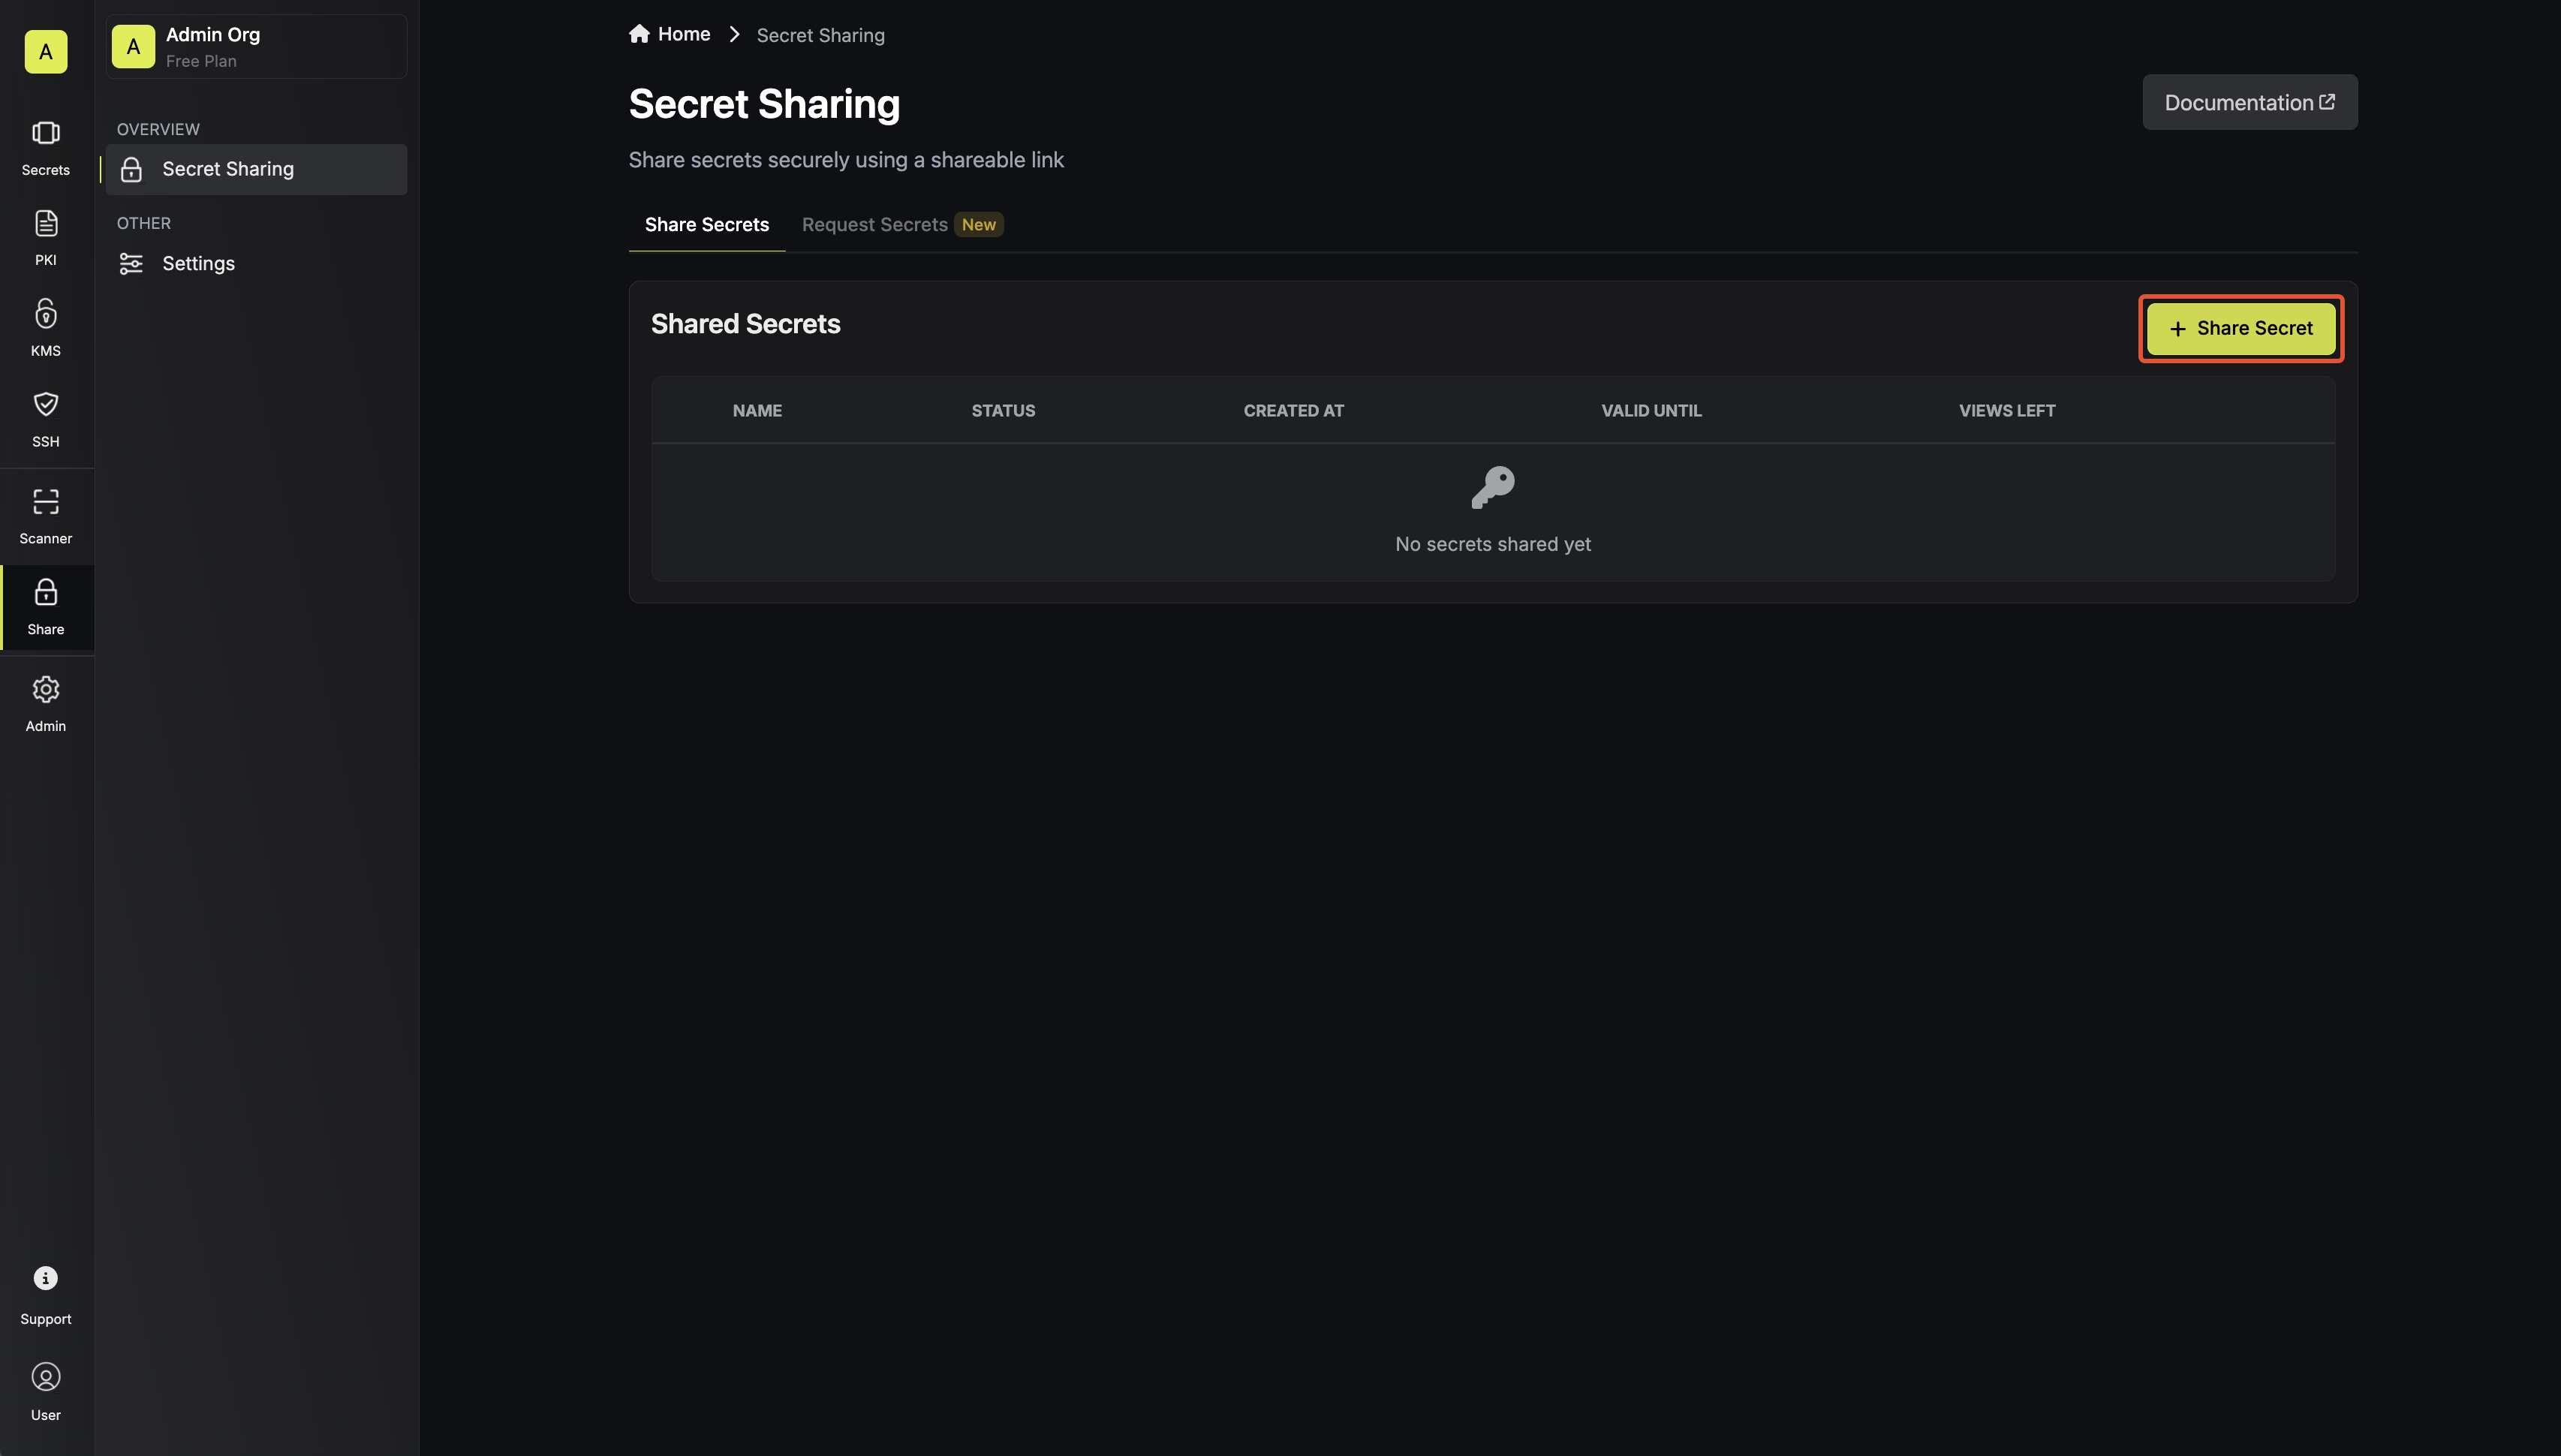 A
Secrets
PKI
KMS
SSH
Scanner
Share
Admin
Support
User
A
Admin Org
Free Plan
OVERVIEW
Secret Sharing
OTHER
Settings
Home
Secret Sharing
Secret Sharing
Documentation
Share secrets securely using a shareable link
Share Secrets
Request Secrets New
Shared Secrets
+ Share Secret
NAME STATUS CREATED AT VALID UNTIL VIEWS LEFT
No secrets shared yet